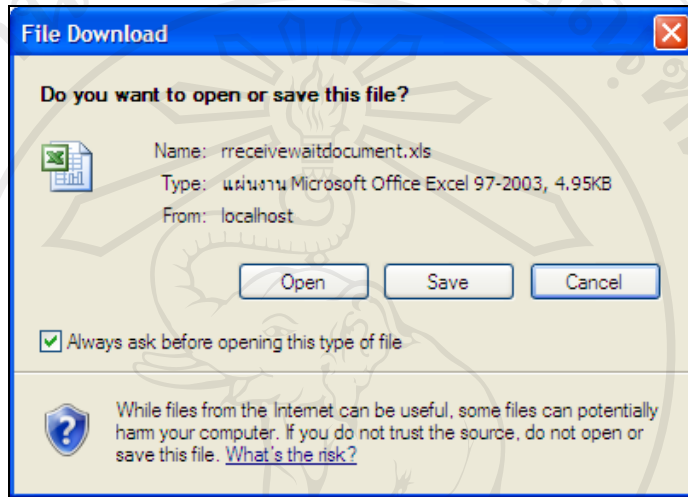 File Download
Do you want to open or save this file?
Name: rreceivewaitdocument.xls
Type: แผ่นงาน Microsoft Office Excel 97-2003, 4.95KB
From: localhost
Open Save Cancel
Always ask before opening this type of file
While files from the Internet can be useful, some files can potentially
harm your computer. If you do not trust the source, do not open or
save this file. What's the risk?